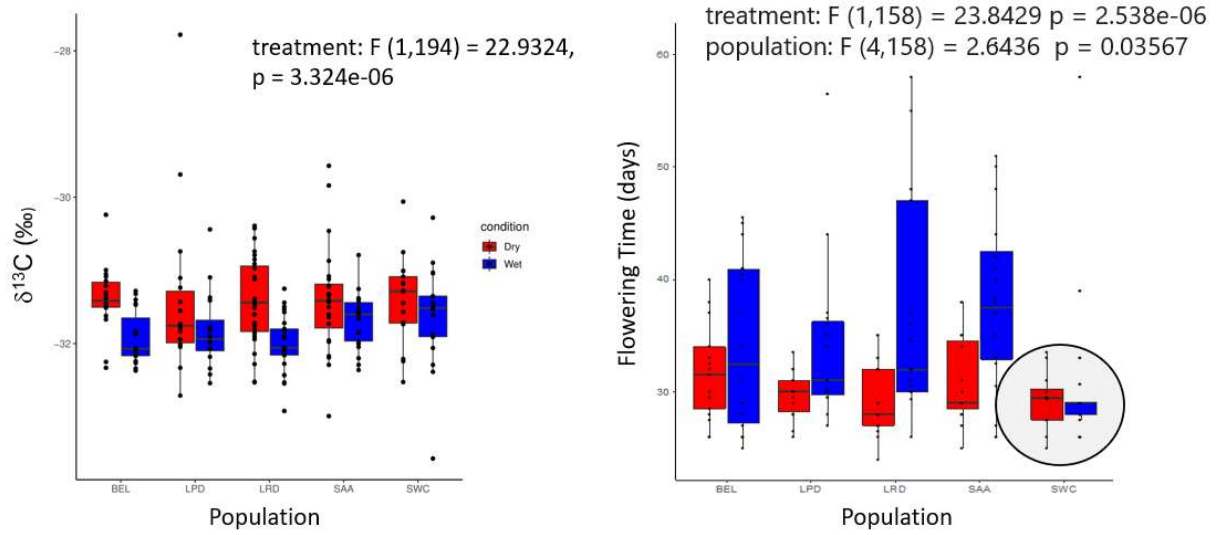 treatment: F (1,194) = 22.9324,
p = 3.324e-06
−28
−30
−32
δ¹³C (‰)
condition
Dry
Wet
BEL LPD LRD SAA SWC
Population
treatment: F (1,158) = 23.8429 p = 2.538e-06
population: F (4,158) = 2.6436 p = 0.03567
60
50
40
30
Flowering Time (days)
BEL LPD LRD SAA SWC
Population